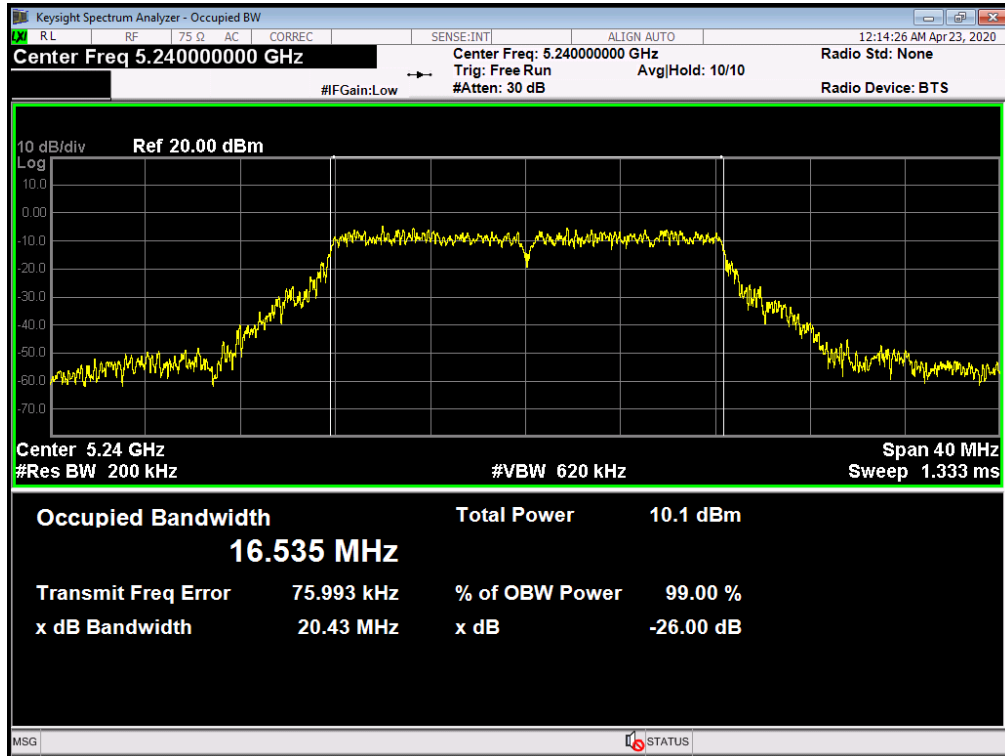 Keysight Spectrum Analyzer - Occupied BW
LXI RL RF 75 Ω AC CORREC SENSE:INT ALIGN AUTO 12:14:26 AM Apr 23, 2020
Center Freq 5.240000000 GHz Center Freq: 5.240000000 GHz Radio Std: None
Trig: Free Run Avg|Hold: 10/10
#IFGain:Low #Atten: 30 dB Radio Device: BTS
10 dB/div Ref 20.00 dBm
Log
10.0
0.00
-10.0
-20.0
-30.0
-40.0
-50.0
-60.0
-70.0
Center 5.24 GHz Span 40 MHz
#Res BW 200 kHz #VBW 620 kHz Sweep 1.333 ms
Occupied Bandwidth Total Power 10.1 dBm
16.535 MHz
Transmit Freq Error 75.993 kHz % of OBW Power 99.00 %
x dB Bandwidth 20.43 MHz x dB -26.00 dB
MSG STATUS